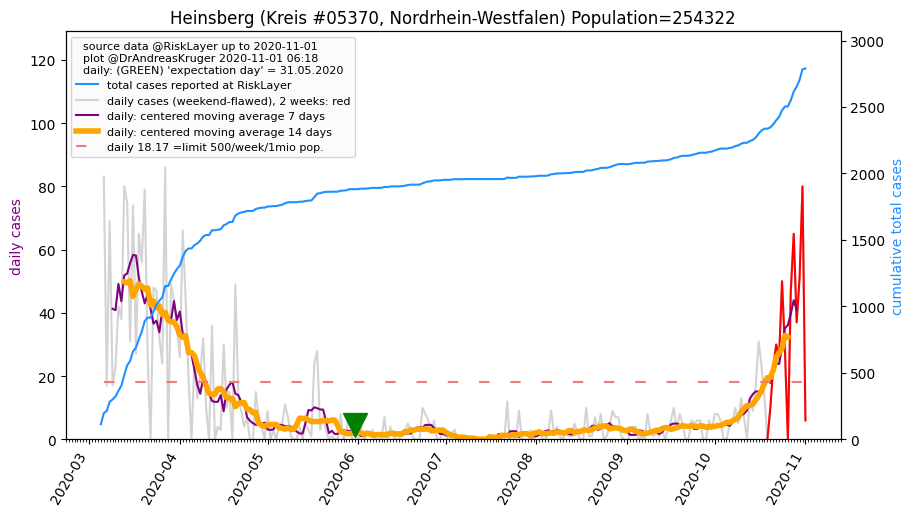 Heinsberg (Kreis #05370, Nordrhein-Westfalen) Population=254322
source data @RiskLayer up to 2020-11-01
plot @DrAndreasKruger 2020-11-01 06:18
daily: (GREEN) 'expectation day' = 31.05.2020
total cases reported at RiskLayer
daily cases (weekend-flawed), 2 weeks: red
daily: centered moving average 7 days
daily: centered moving average 14 days
daily 18.17 =limit 500/week/1mio pop.
daily cases
120
100
80
60
40
20
0
cumulative total cases
3000
2500
2000
1500
1000
500
0
2020-03
2020-04
2020-05
2020-06
2020-07
2020-08
2020-09
2020-10
2020-11